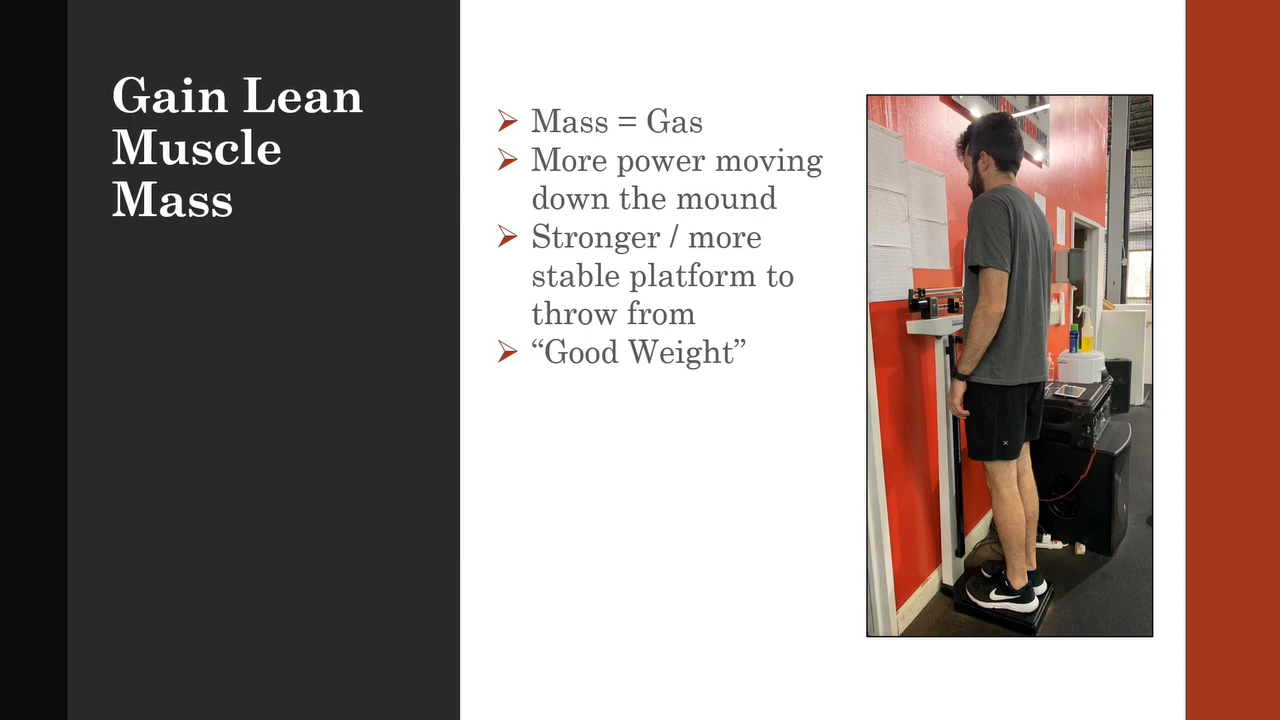 Gain Lean
Muscle
Mass
Mass = Gas
More power moving
down the mound
Stronger / more
stable platform to
throw from
“Good Weight”